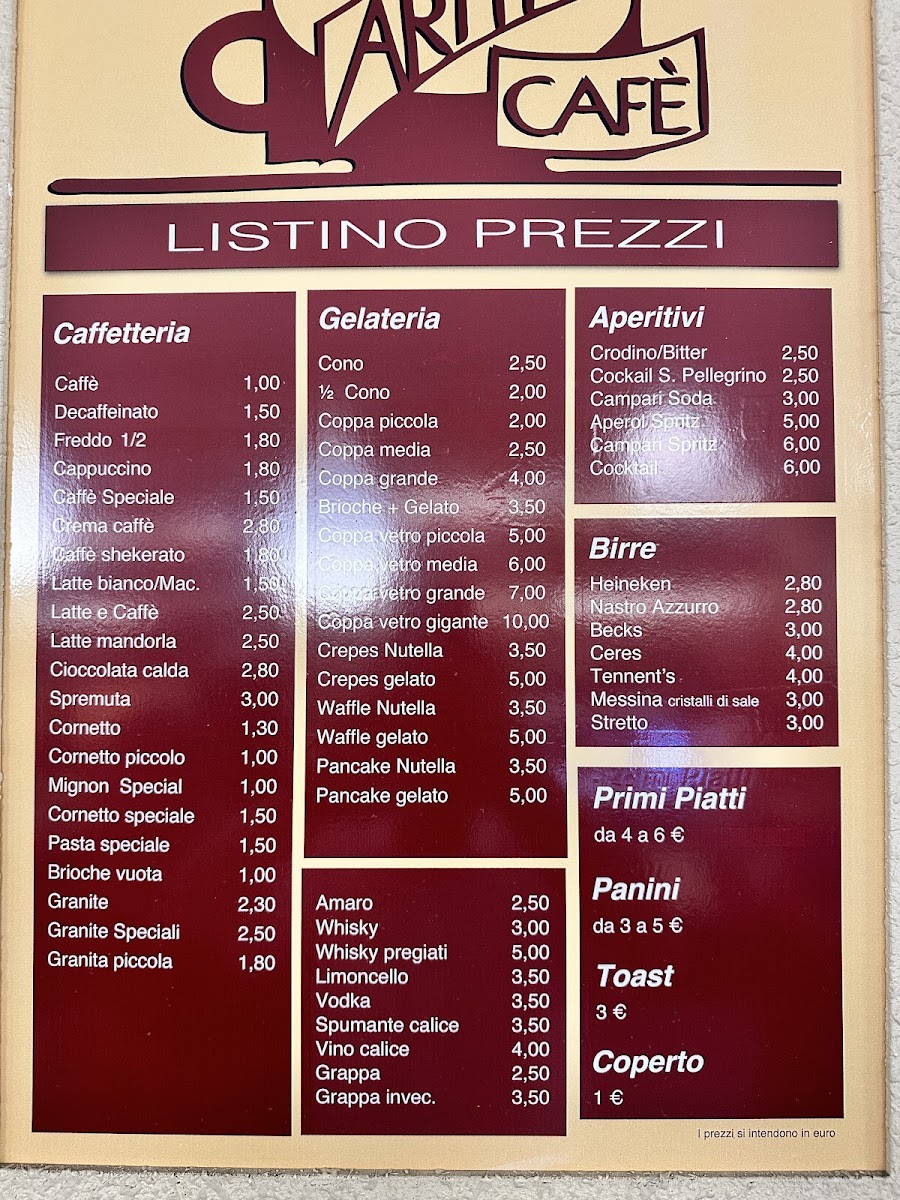 CAFÈ
LISTINO PREZZI
Caffetteria
Caffè 1,00
Decaffeinato 1,50
Freddo 1/2 1,80
Cappuccino 1,80
Caffè Speciale 1,50
Crema caffè 2,80
Caffè shekerato 1,80
Latte bianco/Mac. 1,50
Latte e Caffè 2,50
Latte mandorla 2,50
Cioccolata calda 2,80
Spremuta 3,00
Cornetto 1,30
Cornetto piccolo 1,00
Mignon Special 1,00
Cornetto speciale 1,50
Pasta speciale 1,50
Brioche vuota 1,00
Granite 2,30
Granite Speciali 2,50
Granita piccola 1,80
Gelateria
Cono 2,50
½ Cono 2,00
Coppa piccola 2,00
Coppa media 2,50
Coppa grande 4,00
Brioche + Gelato 3,50
Coppa vetro piccola 5,00
Coppa vetro media 6,00
Coppa vetro grande 7,00
Coppa vetro gigante 10,00
Crepes Nutella 3,50
Crepes gelato 5,00
Waffle Nutella 3,50
Waffle gelato 5,00
Pancake Nutella 3,50
Pancake gelato 5,00
Amaro 2,50
Whisky 3,00
Whisky pregiati 5,00
Limoncello 3,50
Vodka 3,50
Spumante calice 3,50
Vino calice 4,00
Grappa 2,50
Grappa invec. 3,50
Aperitivi
Crodino/Bitter 2,50
Cockail S. Pellegrino 2,50
Campari Soda 3,00
Aperol Spritz 5,00
Campari Spritz 6,00
Cocktail 6,00
Birre
Heineken 2,80
Nastro Azzurro 2,80
Becks 3,00
Ceres 4,00
Tennent's 4,00
Messina cristalli di sale 3,00
Stretto 3,00
Primi Piatti
da 4 a 6 €
Panini
da 3 a 5 €
Toast
3 €
Coperto
1 €
I prezzi si intendono in euro